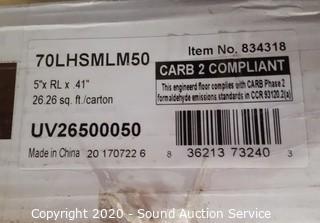 70LHSMLM50
Item No. 834318
5"x RL x .41"
26.26 sq. ft./carton
CARB 2 COMPLIANT
This engineerd floor complies with CARB Phase 2
formaldehyde emissions standards in CCR 93120.2(a)
UV26500050
Made in China 20 170722 6
8 36213 73240 3
Copyright © 2020 - Sound Auction Service